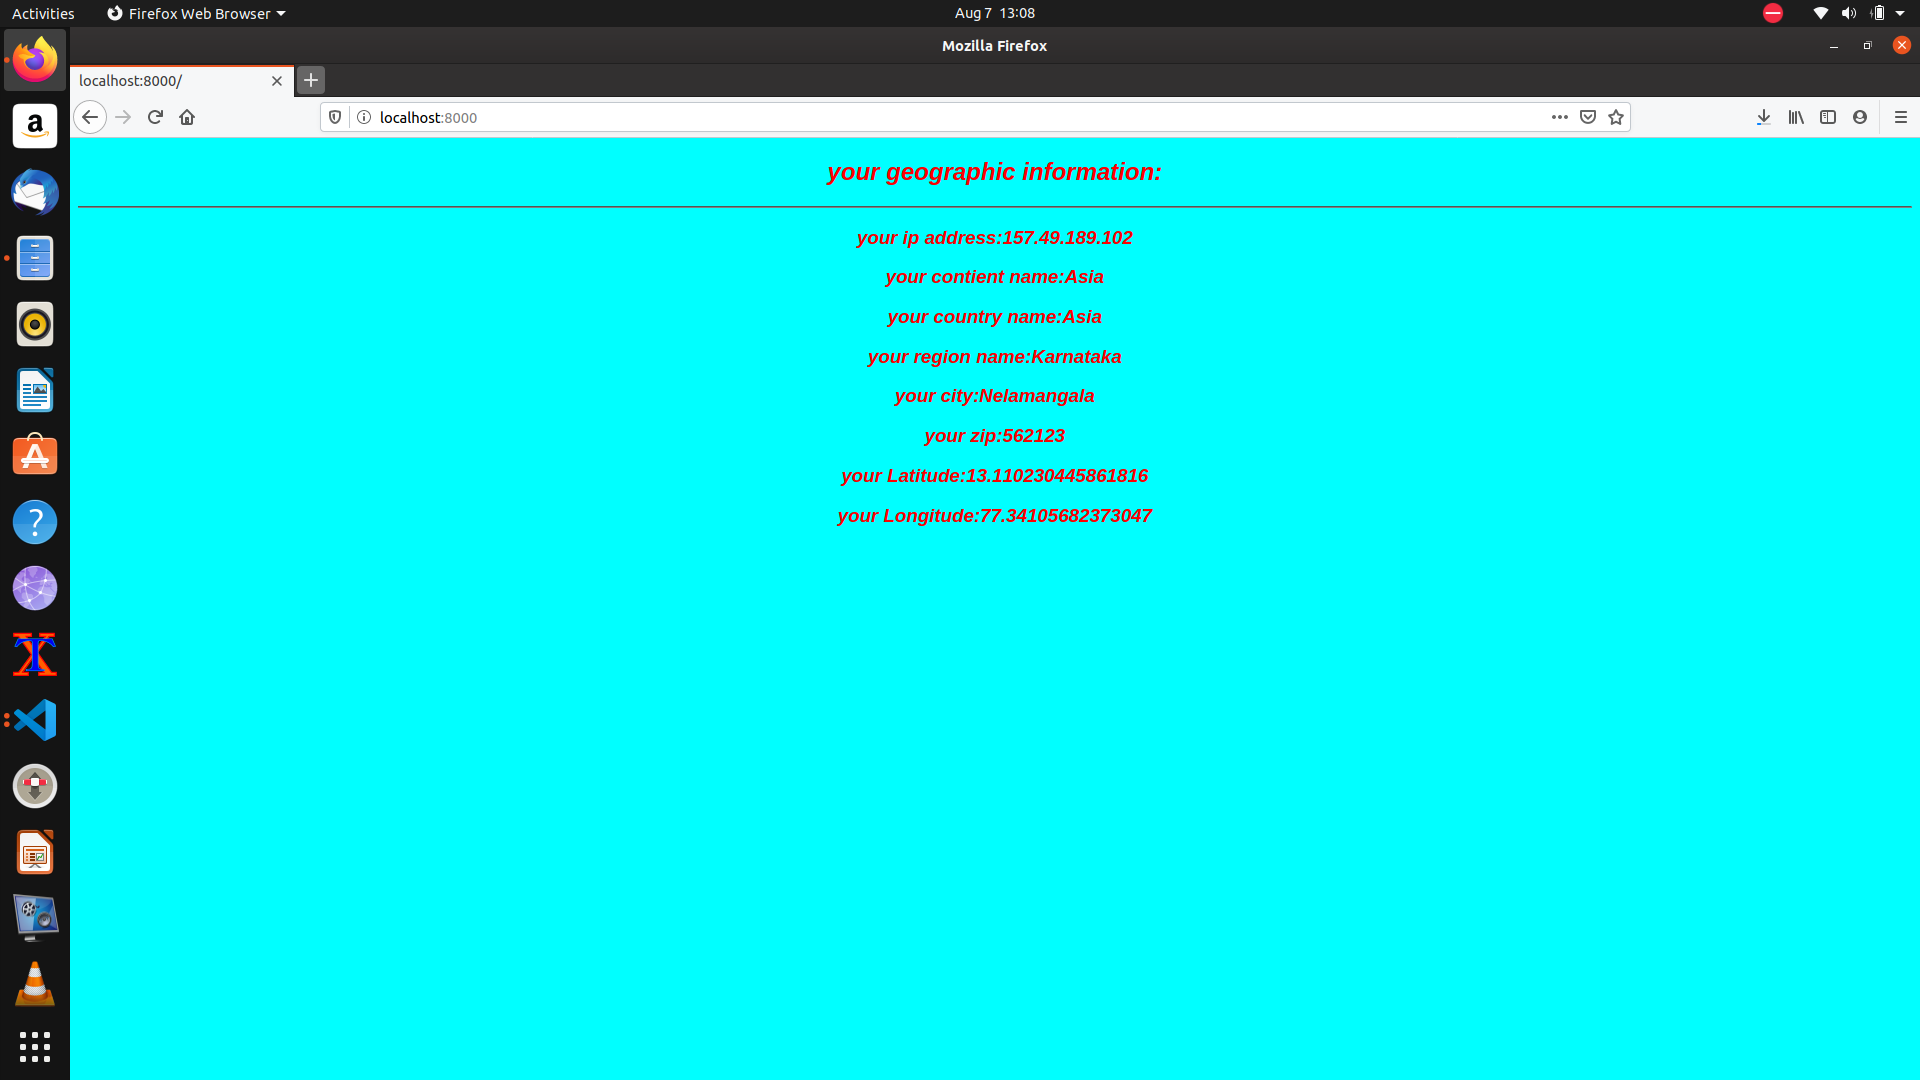 Activities
Firefox Web Browser
Aug 7 13:08
Mozilla Firefox
localhost:8000/
localhost:8000
your geographic information:
your ip address:157.49.189.102
your contient name:Asia
your country name:Asia
your region name:Karnataka
your city:Nelamangala
your zip:562123
your Latitude:13.110230445861816
your Longitude:77.34105682373047